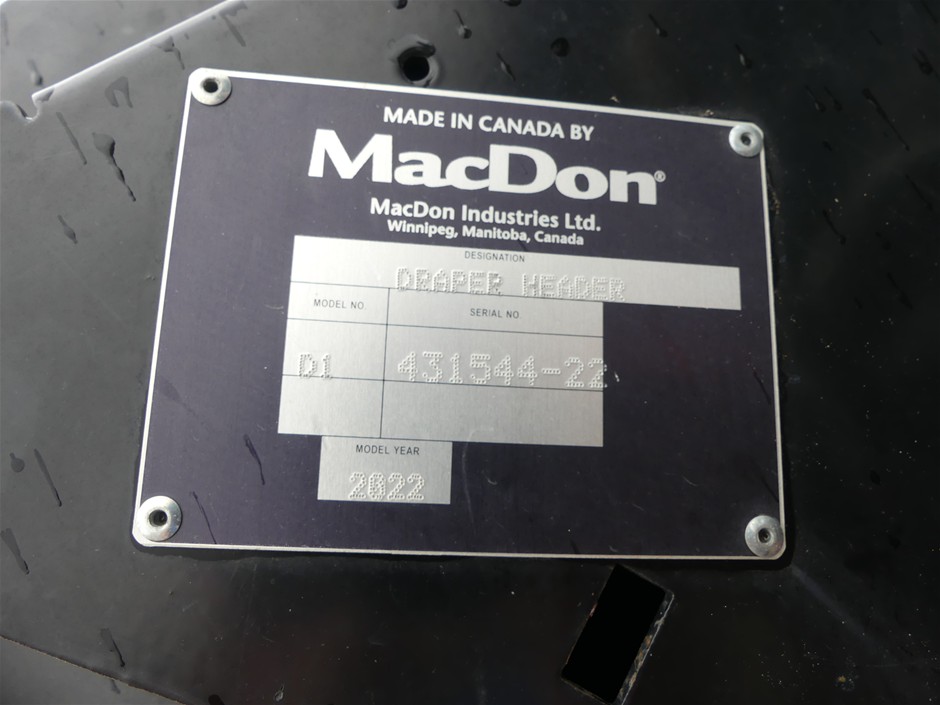 MADE IN CANADA BY
MacDon®
MacDon Industries Ltd.
Winnipeg, Manitoba, Canada
DESIGNATION
DRAPER HEADER
MODEL NO.
SERIAL NO.
D1
431544-22
MODEL YEAR
2022